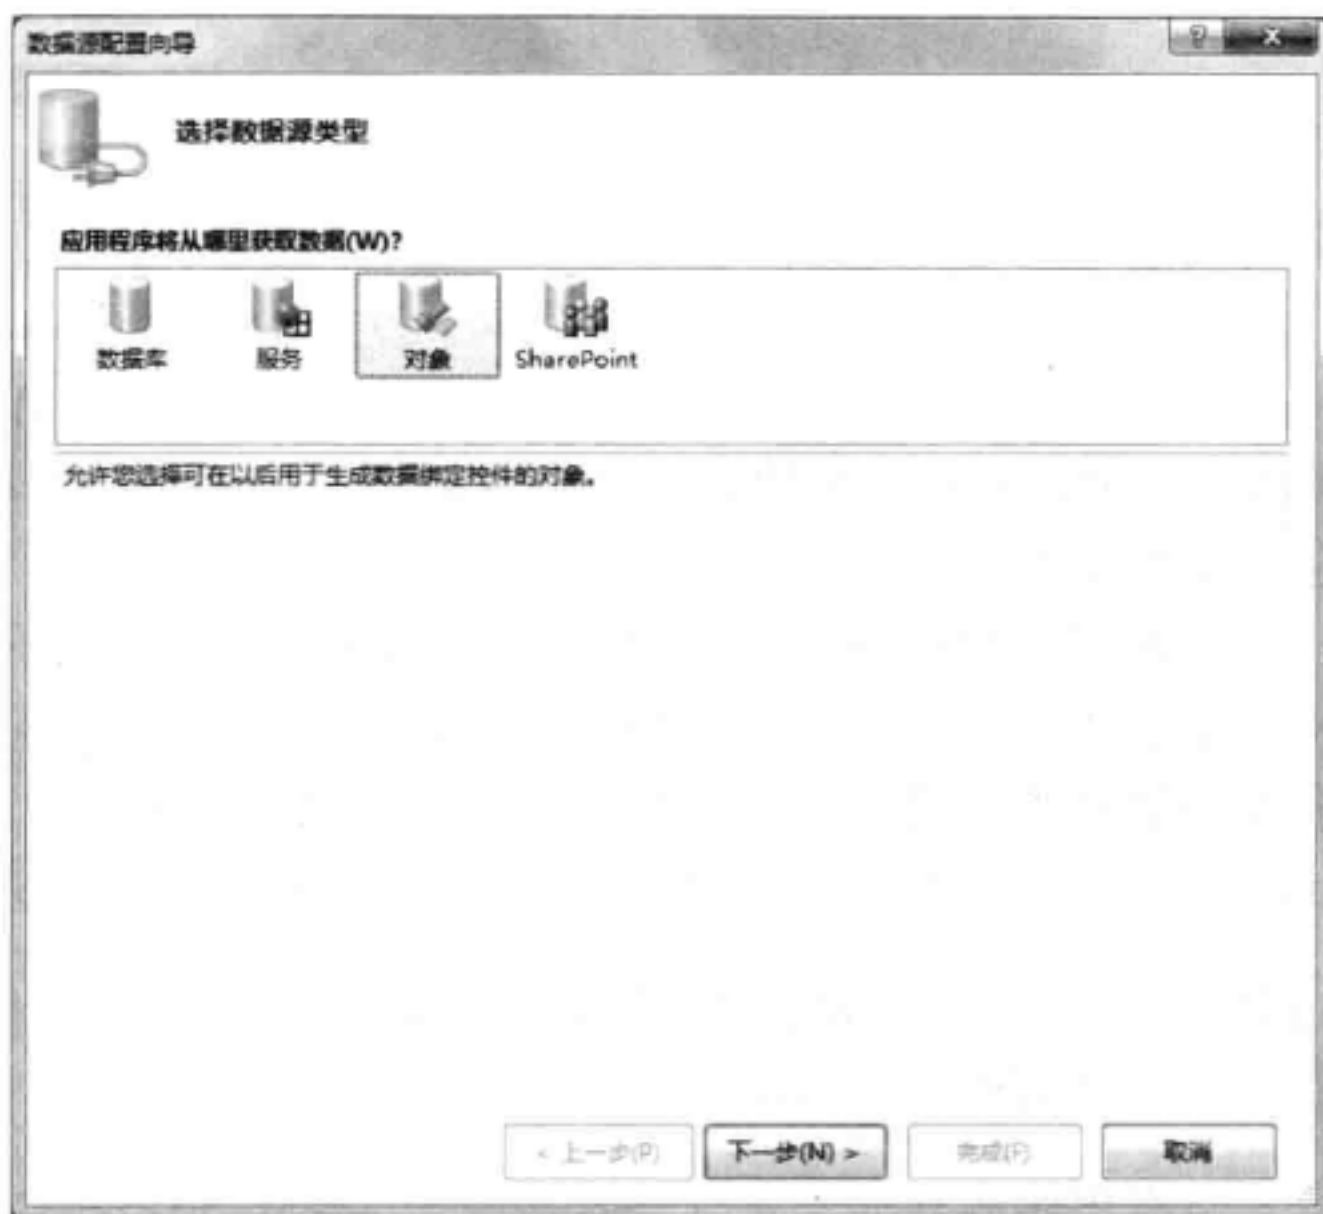 数据源配置向导
选择数据源类型
应用程序将从哪里获取数据(W)?
数据库 服务 对象 SharePoint
允许您选择可在以后用于生成数据绑定控件的对象。
< 上一步(P) 下一步(N) > 完成(F) 取消